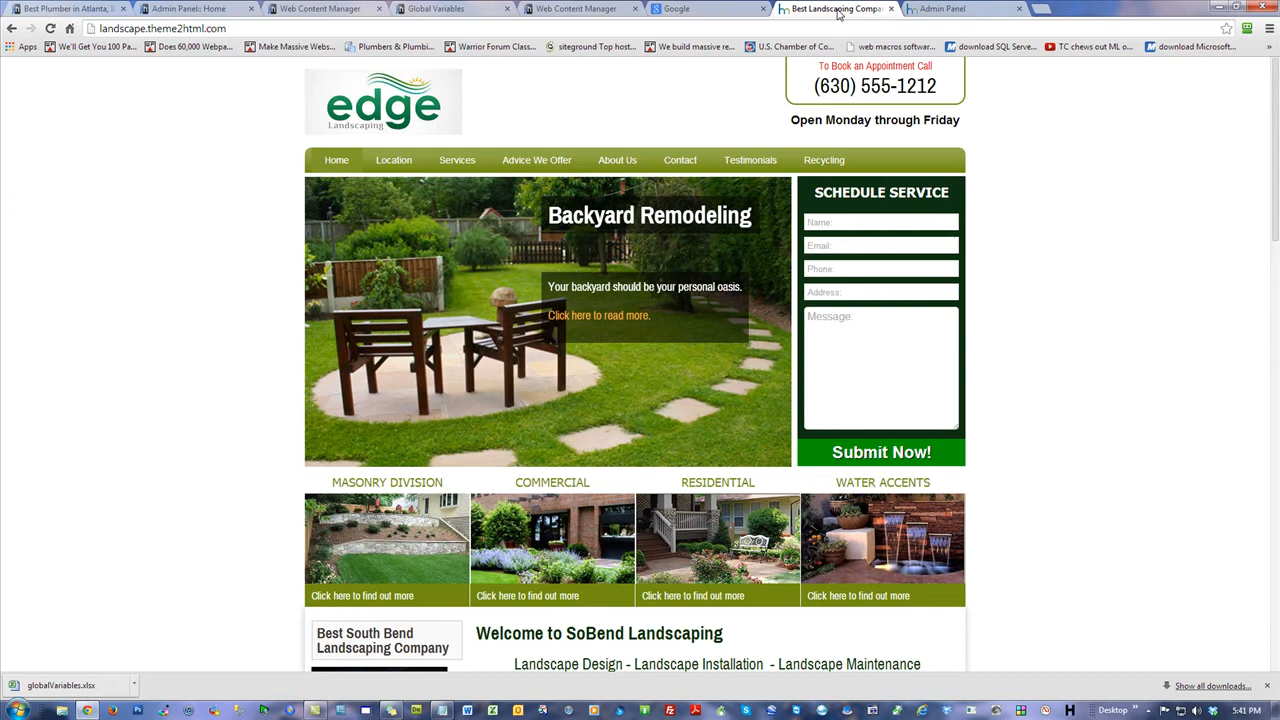 Best Plumber in Atlanta, I
Admin Panel: Home
Web Content Manager
Global Variables
Web Content Manager
Google
Best Landscaping Compa
Admin Panel
landscape.theme2html.com
Apps
We'll Get You 100 Pa...
Does 60,000 Webpa...
Make Massive Webs...
Plumbers & Plumbi...
Warrior Forum Class...
siteground Top host...
We build massive re...
U.S. Chamber of Co...
web macros softwar...
download SQL Serve...
TC chews out ML o...
download Microsoft...
edge
Landscaping
To Book an Appointment Call
(630) 555-1212
Open Monday through Friday
Home
Location
Services
Advice We Offer
About Us
Contact
Testimonials
Recycling
Backyard Remodeling
Your backyard should be your personal oasis.
Click here to read more.
SCHEDULE SERVICE
Name:
Email:
Phone:
Address:
Message:
Submit Now!
MASONRY DIVISION
COMMERCIAL
RESIDENTIAL
WATER ACCENTS
Click here to find out more
Click here to find out more
Click here to find out more
Click here to find out more
Best South Bend
Landscaping Company
Welcome to SoBend Landscaping
Landscape Design - Landscape Installation - Landscape Maintenance
globalVariables.xlsx
Show all downloads...
Desktop
5:41 PM